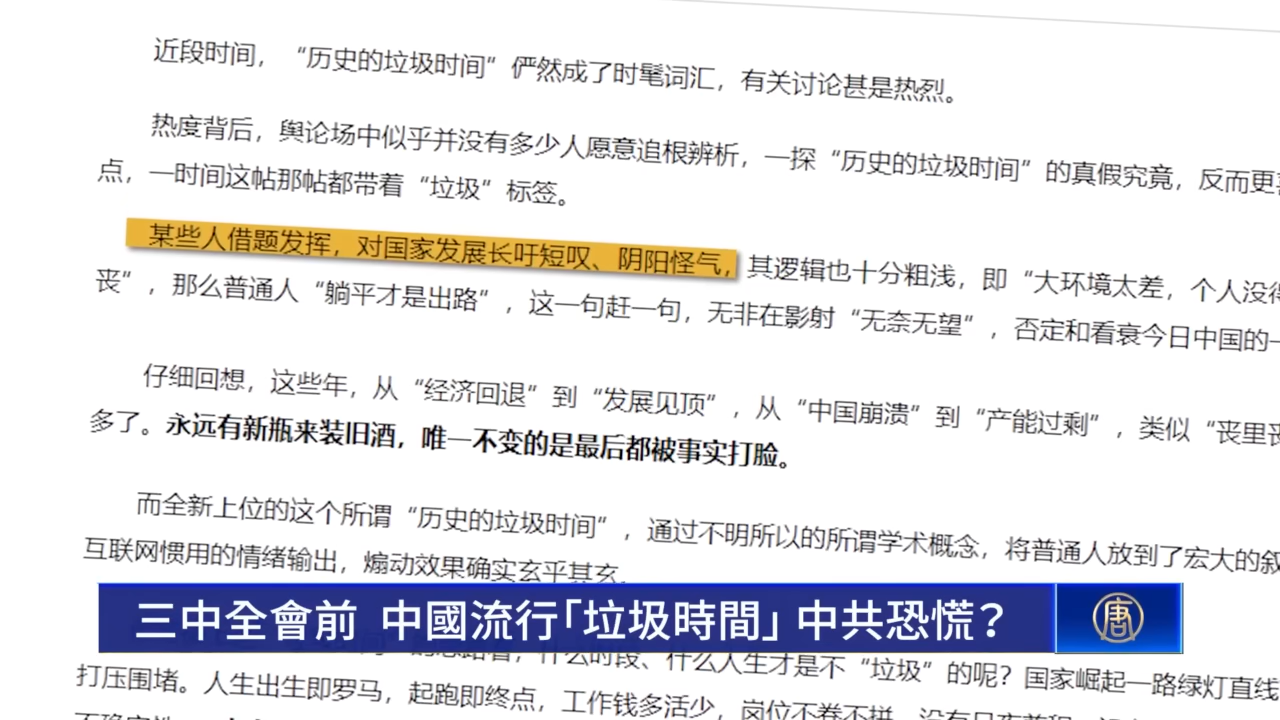 近段时间，“历史的垃圾时间”俨然成了时髦词汇，有关讨论甚是热烈。
热度背后，舆论场中似乎并没有多少人愿意追根辨析，一探“历史的垃圾时间”的真假究竟，反而更
点，一时间这帖那帖都带着“垃圾”标签。
某些人借题发挥，对国家发展长吁短叹、阴阳怪气，其逻辑也十分粗浅，即“大环境太差，个人没得
丧”，那么普通人“躺平才是出路”，这一句赶一句，无非在影射“无奈无望”，否定和看衰今日中国的一
仔细回想，这些年，从“经济回退”到“发展见顶”，从“中国崩溃”到“产能过剩”，类似“丧里丧
多了。永远有新瓶来装旧酒，唯一不变的是最后都被事实打脸。
而全新上位的这个所谓“历史的垃圾时间”，通过不明所以的所谓学术概念，将普通人放到了宏大的叙
互联网惯用的情绪输出，煽动效果确实玄乎其玄。
三中全會前 中國流行「垃圾時間」中共恐慌？
唐
什么时段、什么人生才是不“垃圾”的呢？国家崛起一路绿灯直线
打压围堵。人生出生即罗马，起跑即终点，工作钱多活少，岗位不卷不拼